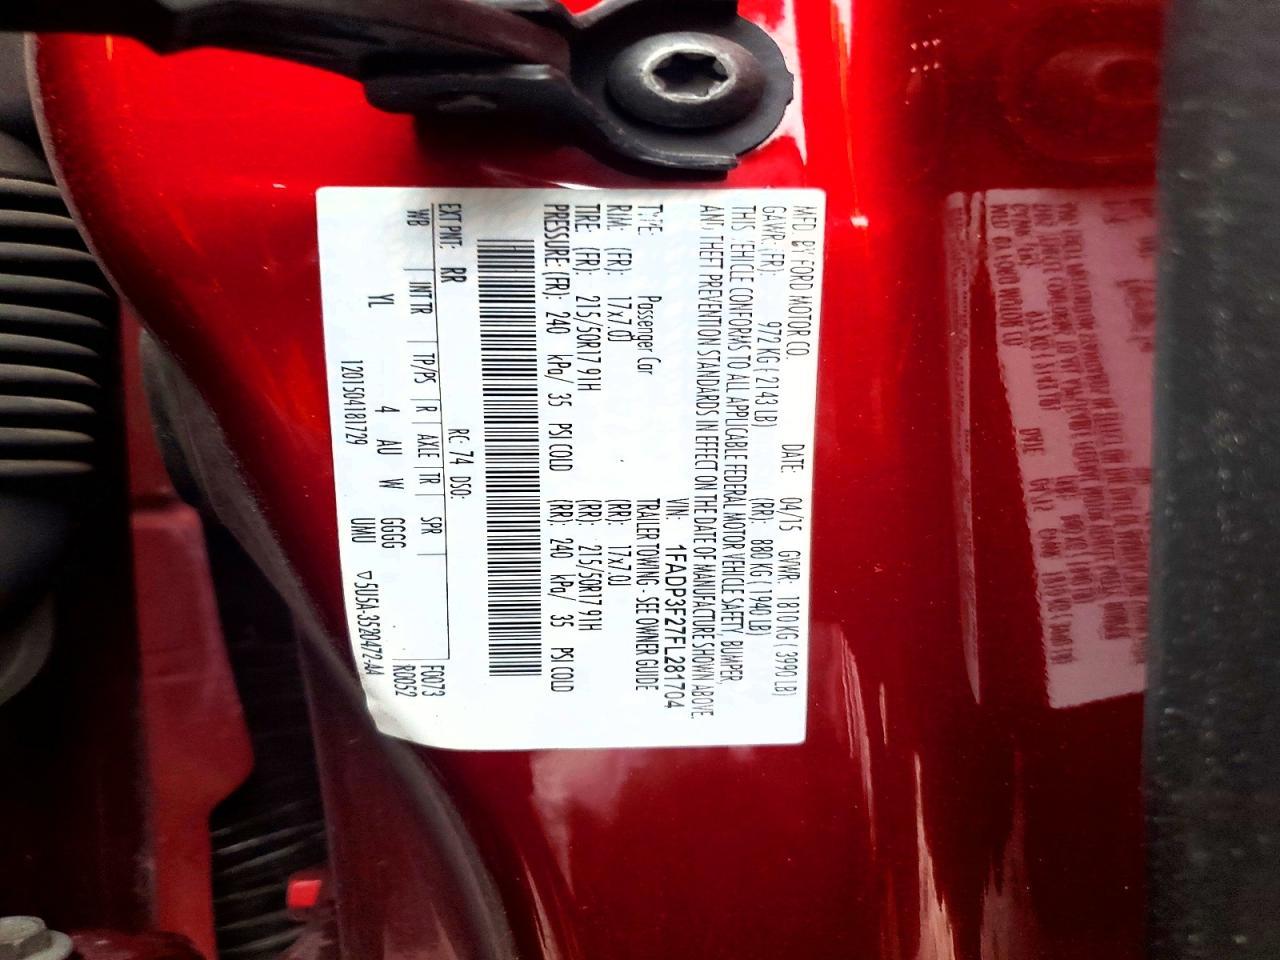 MFD. BY FORD MOTOR CO.
DATE: 04/15 GVWR: 1810 KG ( 3990 LB)
GAWR: (FR): 972 KG ( 2143 LB) (RR): 880 KG ( 1940 LB)
THIS VEHICLE CONFORMS TO ALL APPLICABLE FEDERAL MOTOR VEHICLE SAFETY, BUMPER,
AND THEFT PREVENTION STANDARDS IN EFFECT ON THE DATE OF MANUFACTURE SHOWN ABOVE.
VIN: 1FADP3F27FL281704
TYPE: Passenger Car TRAILER TOWING - SEE OWNER GUIDE
RIM: (FR): 17x7.0J (RR): 17x7.0J
TIRE: (FR): 215/50R17 91H (RR): 215/50R17 91H
PRESSURE (FR): 240 kPa/ 35 PSI COLD (RR): 240 kPa/ 35 PSI COLD
EXT PNT: RR RC: 74 DSO: F0073
WB INT TR TP/PS R AXLE TR SPR R0052
YL 4 AU W GGGG
UMU
1201504181729 ▽5U5A-3520472-AA